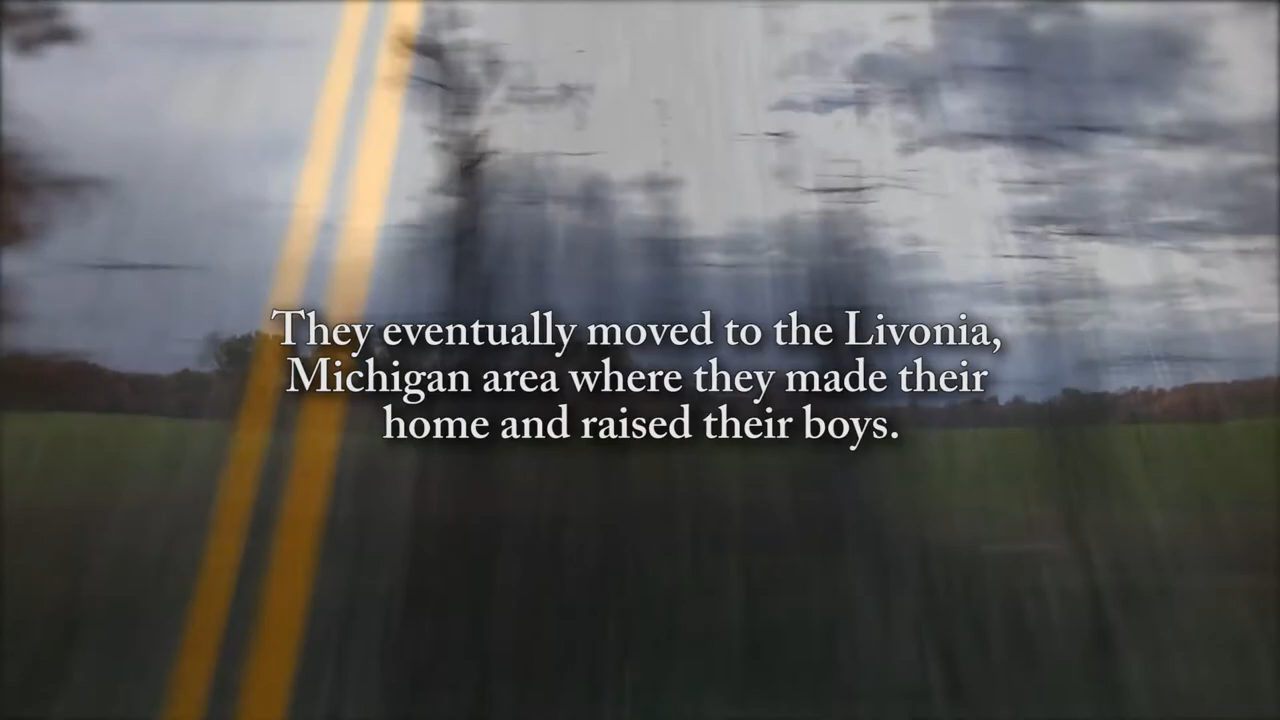 They eventually moved to the Livonia,
Michigan area where they made their
home and raised their boys.